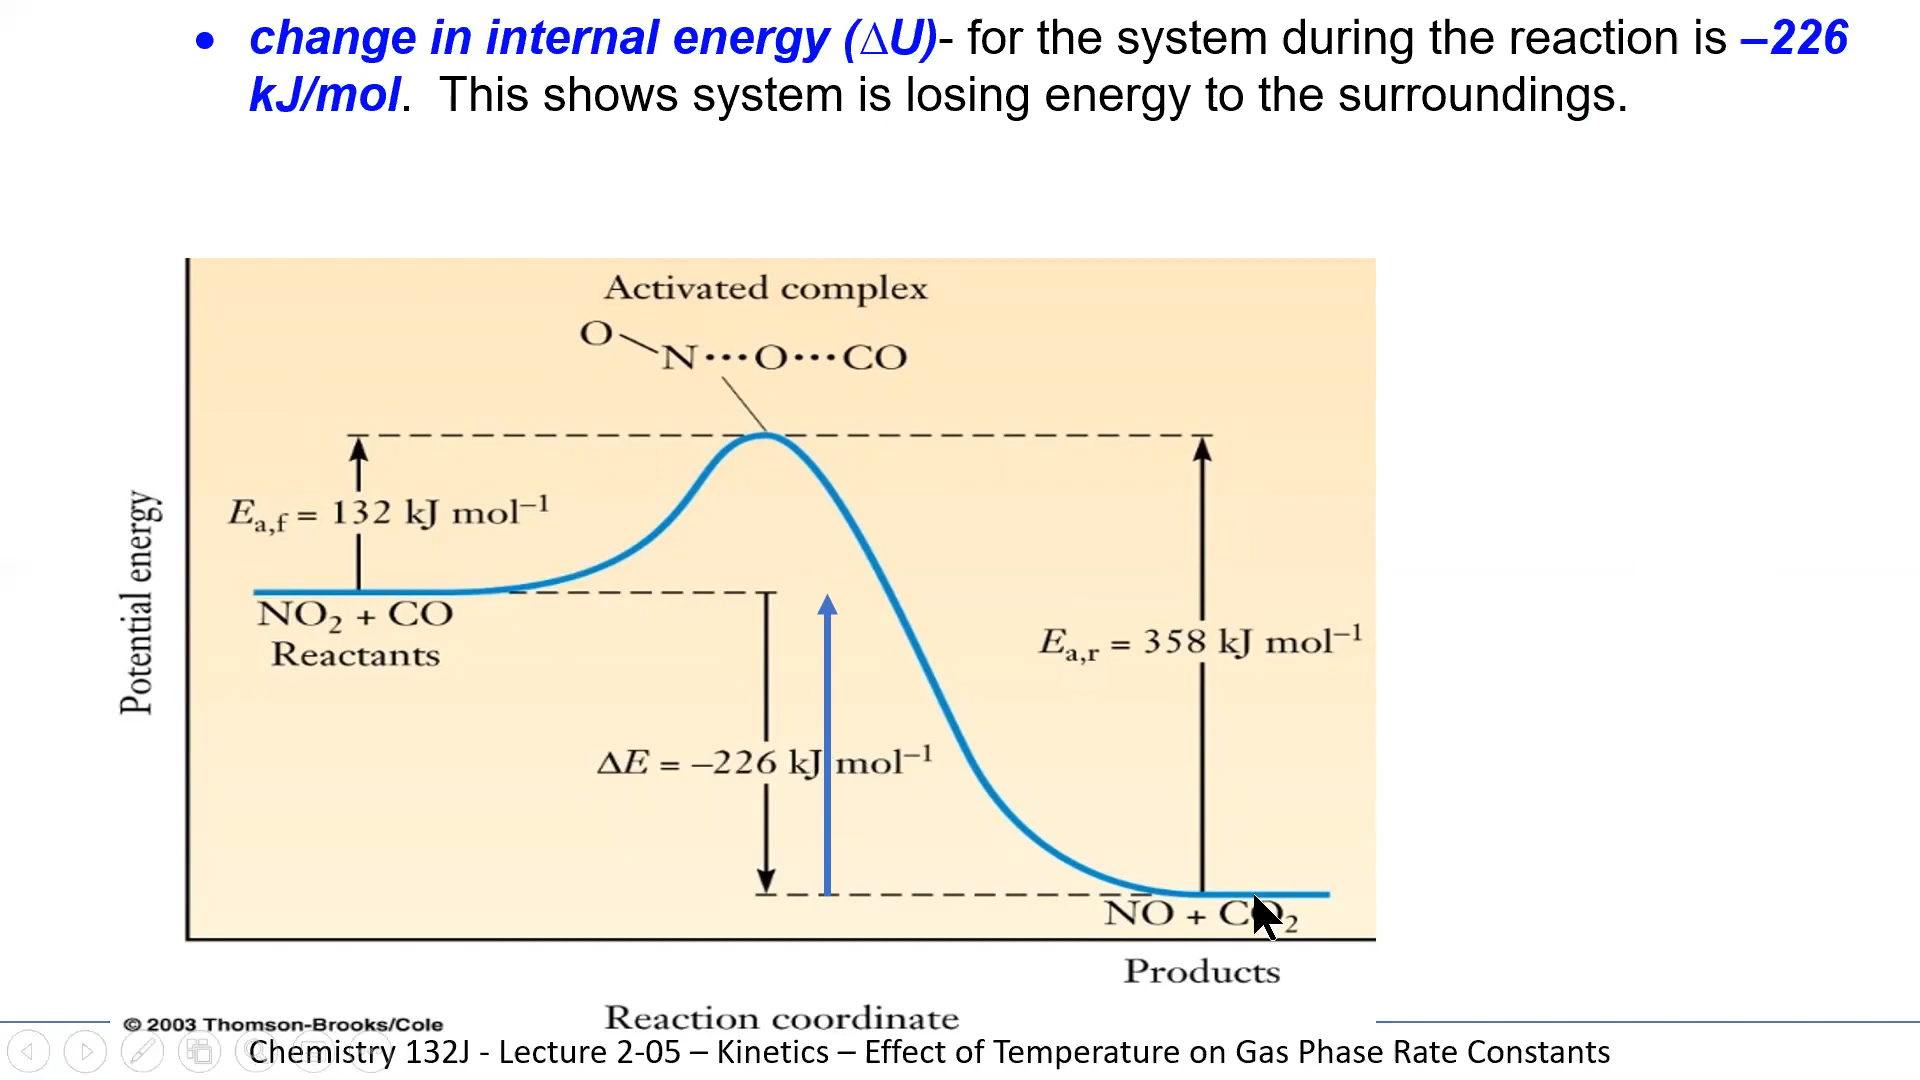 • change in internal energy (ΔU)- for the system during the reaction is –226
kJ/mol.  This shows system is losing energy to the surroundings.
Activated complex
O
N···O···CO
Eₐ,f = 132 kJ mol⁻¹
NO₂ + CO
Reactants
Potential energy
Eₐ,r = 358 kJ mol⁻¹
ΔE = –226 kJ mol⁻¹
NO + CO₂
Products
Reaction coordinate
© 2003 Thomson-Brooks/Cole
Chemistry 132J - Lecture 2-05 – Kinetics – Effect of Temperature on Gas Phase Rate Constants